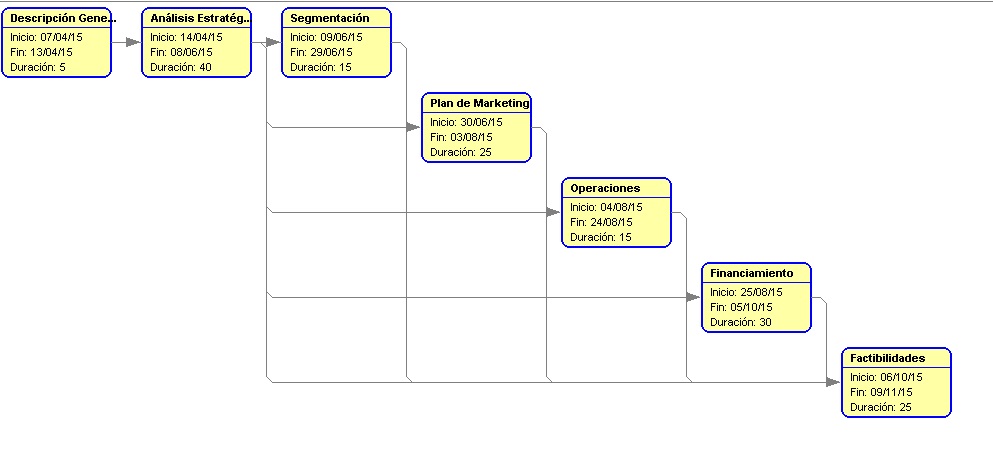 Descripción Gene...
Inicio: 07/04/15
Fin: 13/04/15
Duración: 5
Análisis Estratég...
Inicio: 14/04/15
Fin: 08/06/15
Duración: 40
Segmentación
Inicio: 09/06/15
Fin: 29/06/15
Duración: 15
Plan de Marketing
Inicio: 30/06/15
Fin: 03/08/15
Duración: 25
Operaciones
Inicio: 04/08/15
Fin: 24/08/15
Duración: 15
Financiamiento
Inicio: 25/08/15
Fin: 05/10/15
Duración: 30
Factibilidades
Inicio: 06/10/15
Fin: 09/11/15
Duración: 25